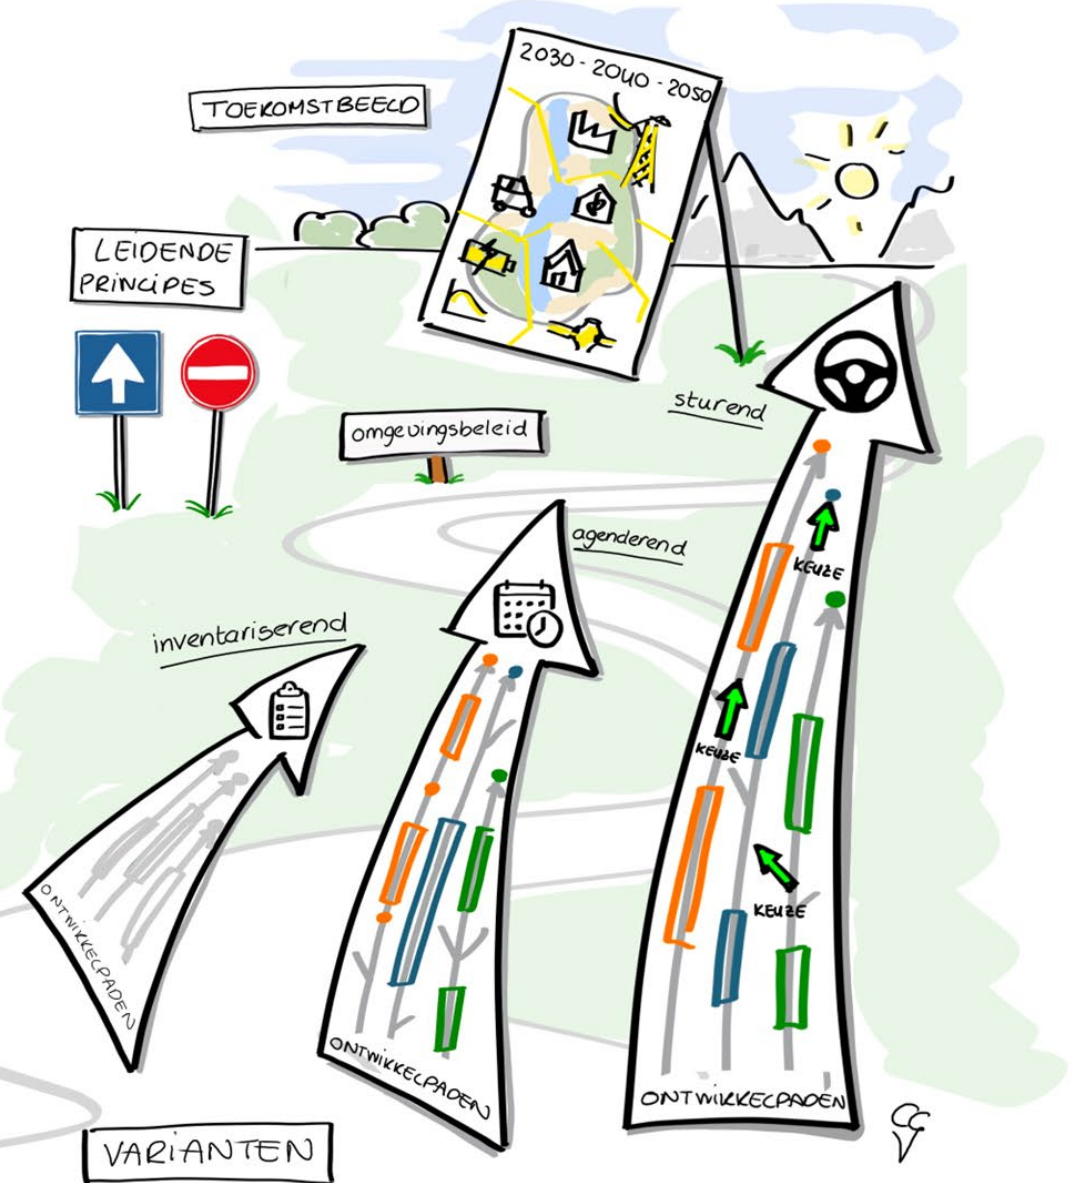 2030 - 2040 - 2050
TOEKOMSTBEELD
LEIDENDE
PRINCIPES
omgevingsbeleid
sturend
agenderend
inventariserend
KEUZE
KEUZE
KEUZE
ONTWIKKELPADEN
ONTWIKKELPADEN
ONTWIKKELPADEN
VARIANTEN